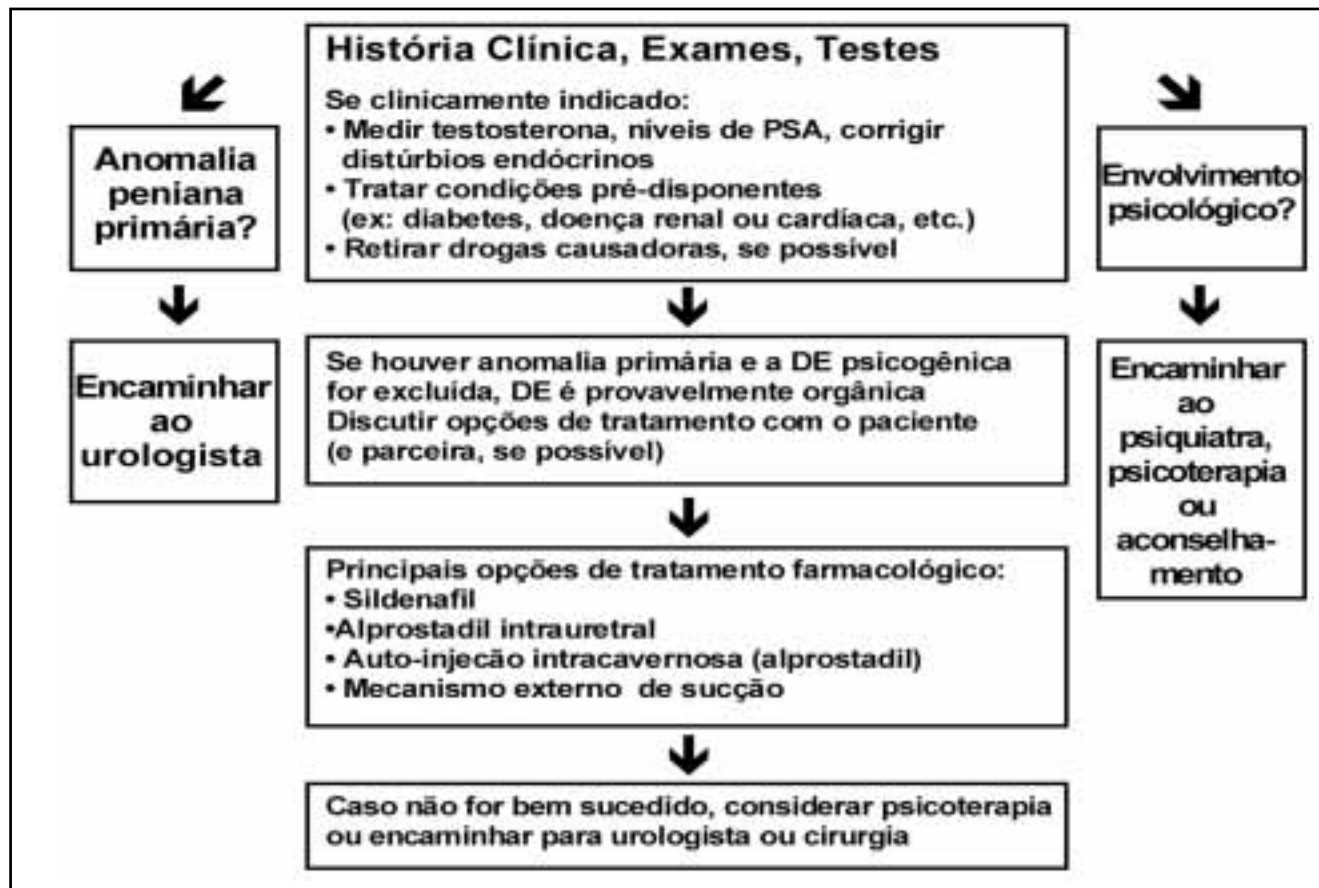 História Clínica, Exames, Testes
Se clinicamente indicado:
• Medir testosterona, níveis de PSA, corrigir
distúrbios endócrinos
• Tratar condições pré-disponentes
(ex: diabetes, doença renal ou cardíaca, etc.)
• Retirar drogas causadoras, se possível
Anomalia
peniana
primária?
Envolvimento
psicológico?
Encaminhar
ao
urologista
Se houver anomalia primária e a DE psicogênica
for excluída, DE é provavelmente orgânica
Discutir opções de tratamento com o paciente
(e parceira, se possível)
Encaminhar
ao
psiquiatra,
psicoterapia
ou
aconselha-
mento
Principais opções de tratamento farmacológico:
• Sildenafil
•Alprostadil intrauretral
• Auto-injecão intracavernosa (alprostadil)
• Mecanismo externo de sucção
Caso não for bem sucedido, considerar psicoterapia
ou encaminhar para urologista ou cirurgia